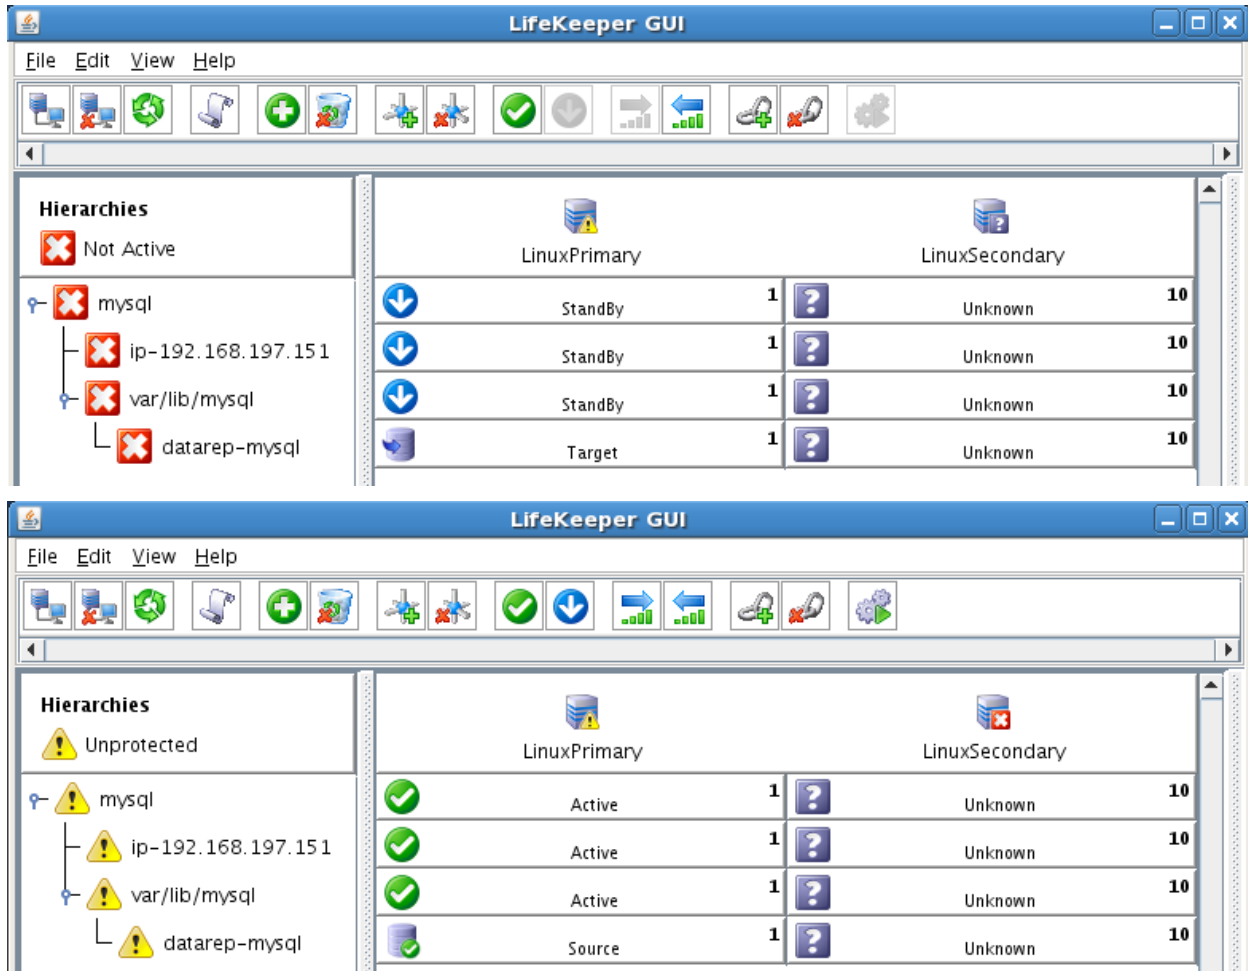 LifeKeeper GUI
File Edit View Help
Hierarchies
Not Active
LinuxPrimary LinuxSecondary
mysql StandBy 1 Unknown 10
ip-192.168.197.151 StandBy 1 Unknown 10
var/lib/mysql StandBy 1 Unknown 10
datarep-mysql Target 1 Unknown 10
LifeKeeper GUI
File Edit View Help
Hierarchies
Unprotected
LinuxPrimary LinuxSecondary
mysql Active 1 Unknown 10
ip-192.168.197.151 Active 1 Unknown 10
var/lib/mysql Active 1 Unknown 10
datarep-mysql Source 1 Unknown 10